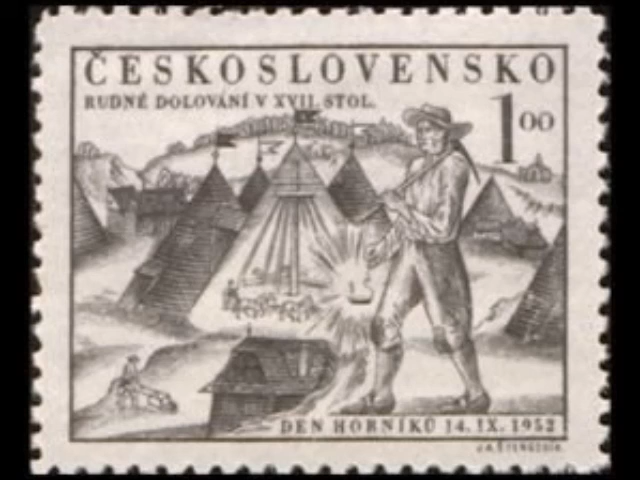 ČESKOSLOVENSKO
RUDNÉ DOLOVÁNÍ V XVII. STOL.
1 00
DEN HORNÍKŮ 14. IX. 1952